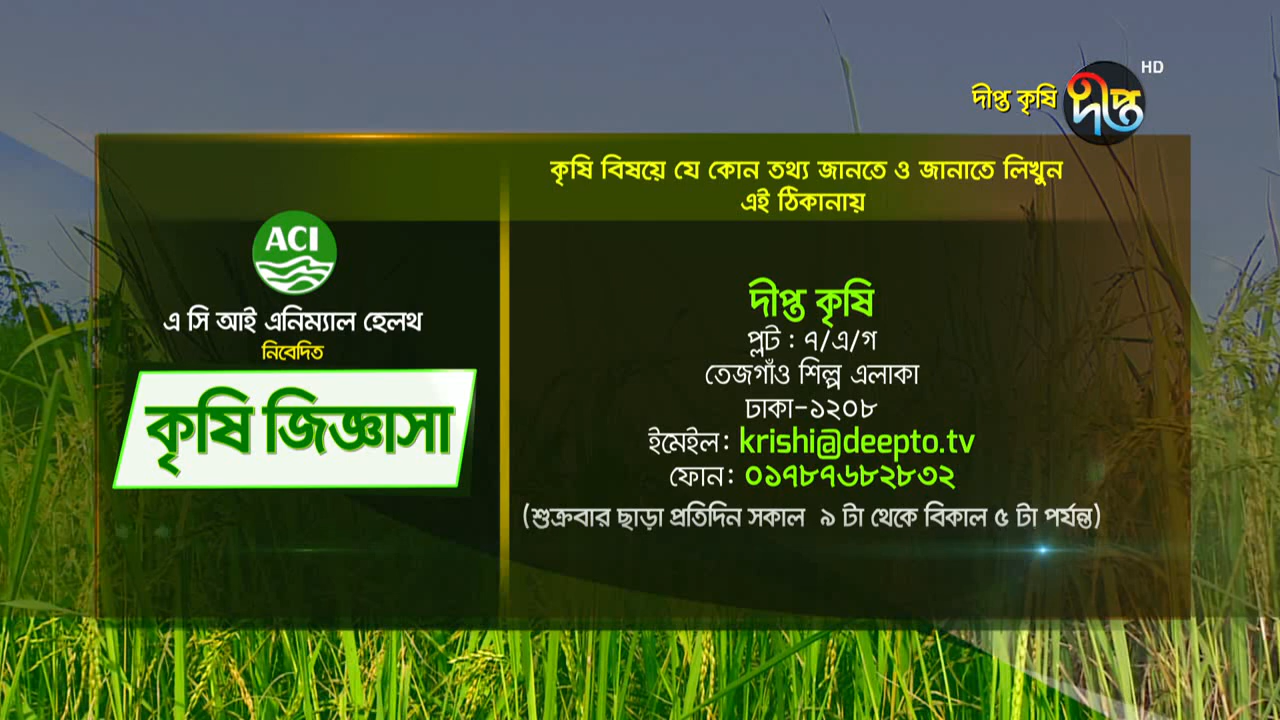 HD
দীপ্ত কৃষি
দীপ্ত
কৃষি বিষয়ে যে কোন তথ্য জানতে ও জানাতে লিখুন
এই ঠিকানায়
ACI
এ সি আই এনিম্যাল হেলথ
নিবেদিত
কৃষি জিজ্ঞাসা
দীপ্ত কৃষি
প্লট : ৭/এ/গ
তেজগাঁও শিল্প এলাকা
ঢাকা-১২০৮
ইমেইল: krishi@deepto.tv
ফোন: ০১৭৮৭৬৮২৮৩২
(শুক্রবার ছাড়া প্রতিদিন সকাল ৯ টা থেকে বিকাল ৫ টা পর্যন্ত)